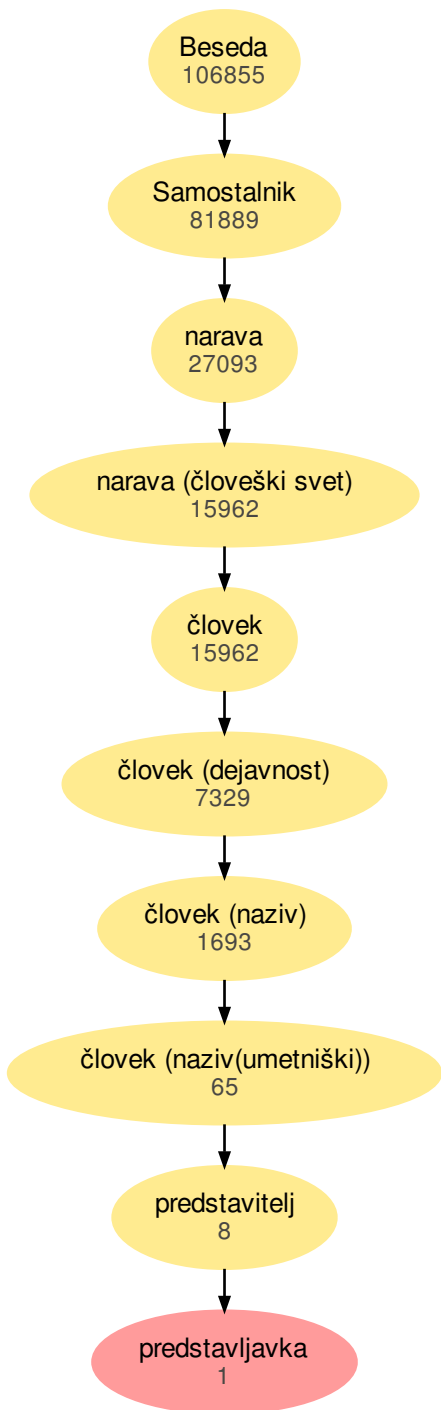 Beseda
106855
Samostalnik
81889
narava
27093
narava (človeški svet)
15962
človek
15962
človek (dejavnost)
7329
človek (naziv)
1693
človek (naziv(umetniški))
65
predstavitelj
8
predstavljavka
1